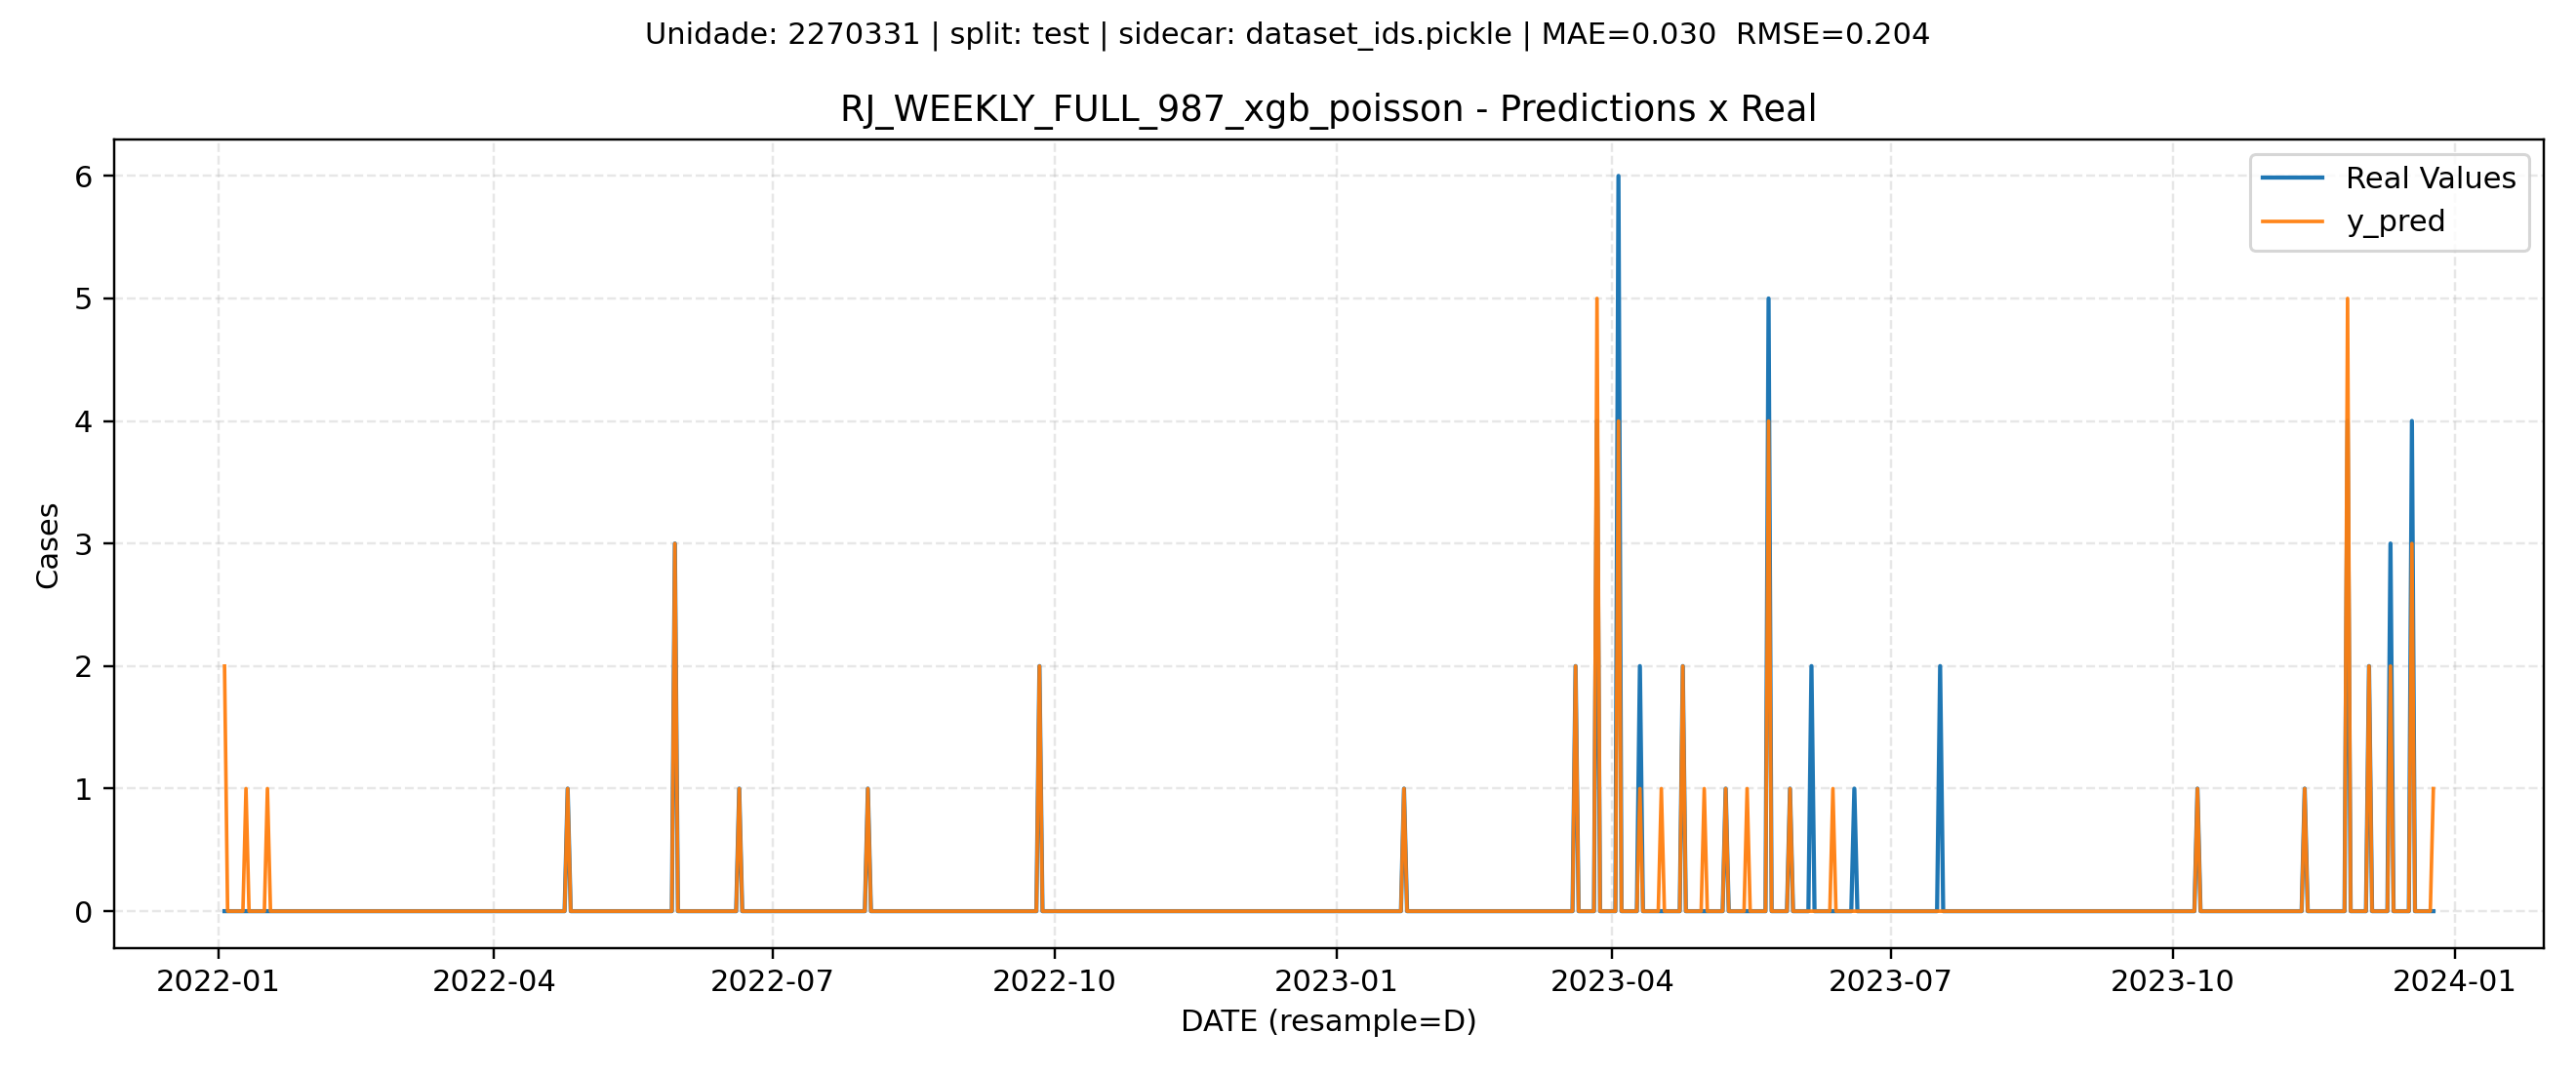 Unidade: 2270331 | split: test | sidecar: dataset_ids.pickle | MAE=0.030  RMSE=0.204
RJ_WEEKLY_FULL_987_xgb_poisson - Predictions x Real
Real Values
y_pred
6
5
4
3
2
1
0
Cases
2022-01 2022-04 2022-07 2022-10 2023-01 2023-04 2023-07 2023-10 2024-01
DATE (resample=D)